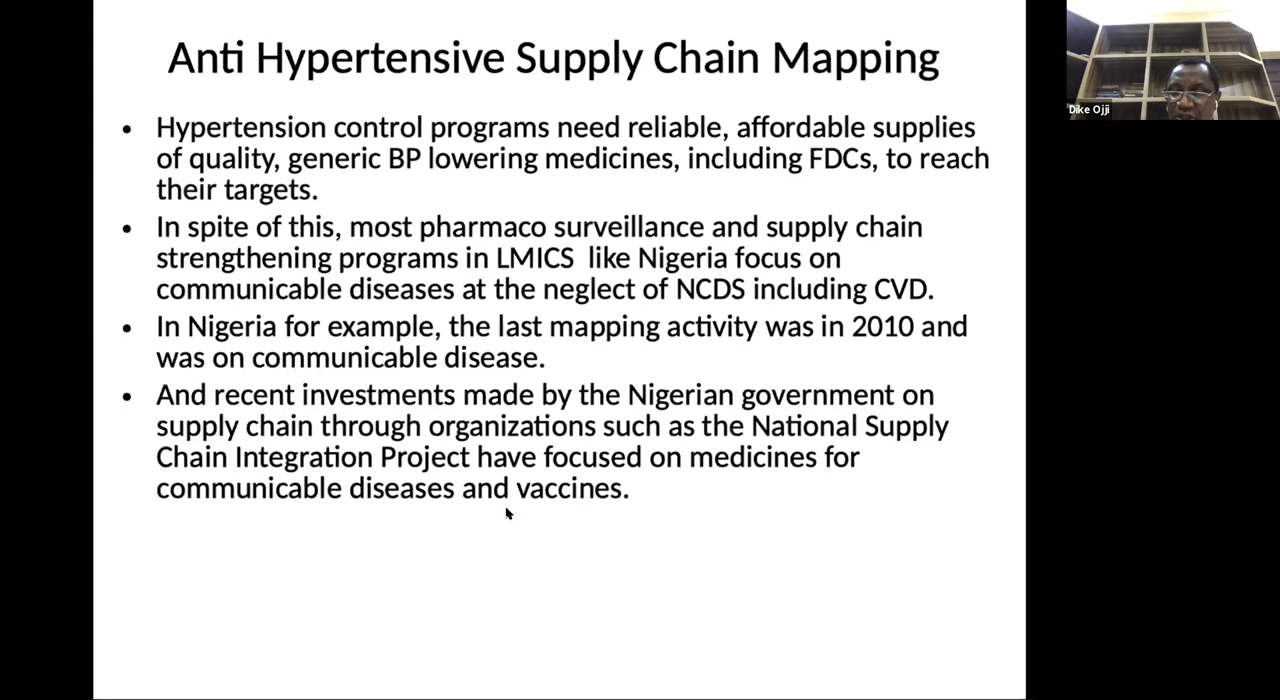 Anti Hypertensive Supply Chain Mapping
• Hypertension control programs need reliable, affordable supplies
of quality, generic BP lowering medicines, including FDCs, to reach
their targets.
• In spite of this, most pharmaco surveillance and supply chain
strengthening programs in LMICS like Nigeria focus on
communicable diseases at the neglect of NCDS including CVD.
• In Nigeria for example, the last mapping activity was in 2010 and
was on communicable disease.
• And recent investments made by the Nigerian government on
supply chain through organizations such as the National Supply
Chain Integration Project have focused on medicines for
communicable diseases and vaccines.
Dike Ojji